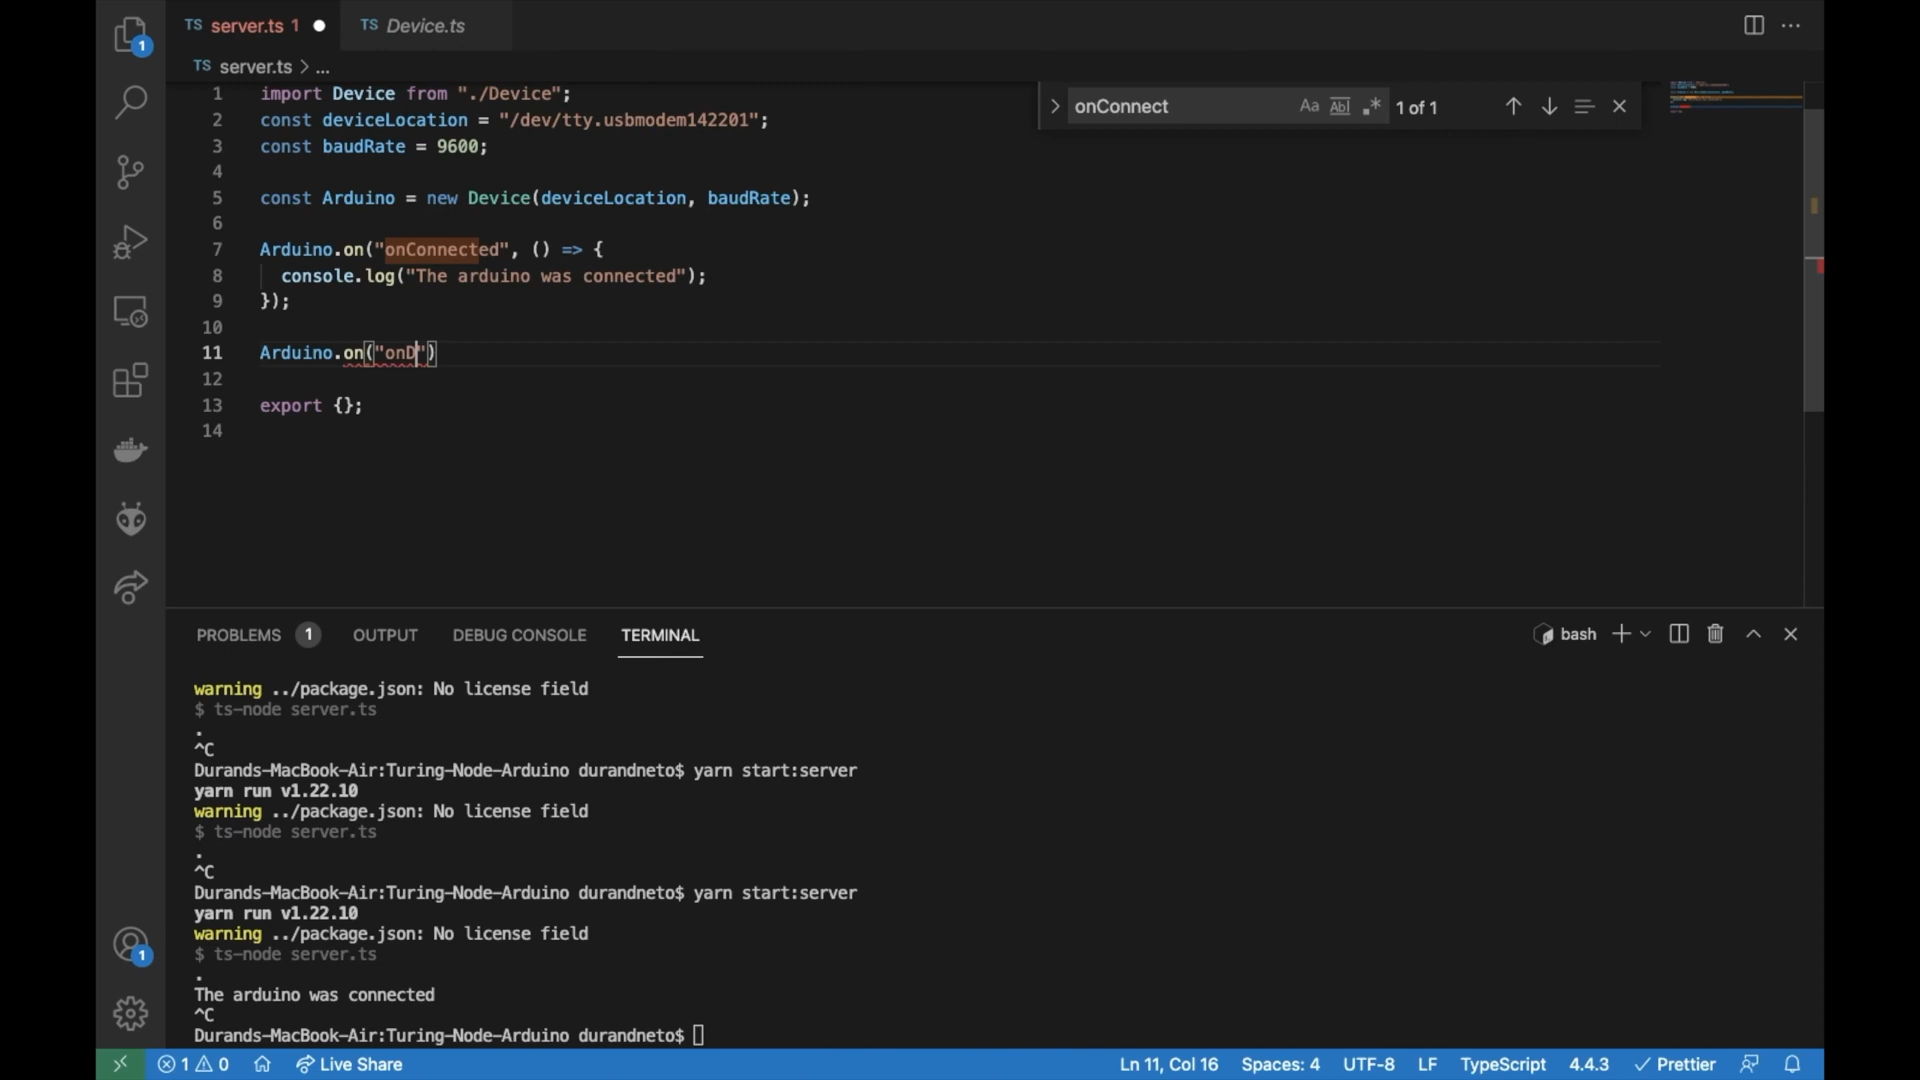 TS server.ts 1 ● TS Device.ts
TS server.ts > ...
1 import Device from "./Device";
2 const deviceLocation = "/dev/tty.usbmodem142201";
3 const baudRate = 9600;
4
5 const Arduino = new Device(deviceLocation, baudRate);
6
7 Arduino.on("onConnected", () => {
8 console.log("The arduino was connected");
9 });
10
11 Arduino.on("onD")
12
13 export {};
14
onConnect Aa Abl .* 1 of 1
1
1
PROBLEMS 1 OUTPUT DEBUG CONSOLE TERMINAL bash
warning ../package.json: No license field
$ ts-node server.ts
.
^C
Durands-MacBook-Air:Turing-Node-Arduino durandneto$ yarn start:server
yarn run v1.22.10
warning ../package.json: No license field
$ ts-node server.ts
.
^C
Durands-MacBook-Air:Turing-Node-Arduino durandneto$ yarn start:server
yarn run v1.22.10
warning ../package.json: No license field
$ ts-node server.ts
.
The arduino was connected
^C
Durands-MacBook-Air:Turing-Node-Arduino durandneto$
1 0 Live Share Ln 11, Col 16 Spaces: 4 UTF-8 LF TypeScript 4.4.3 Prettier